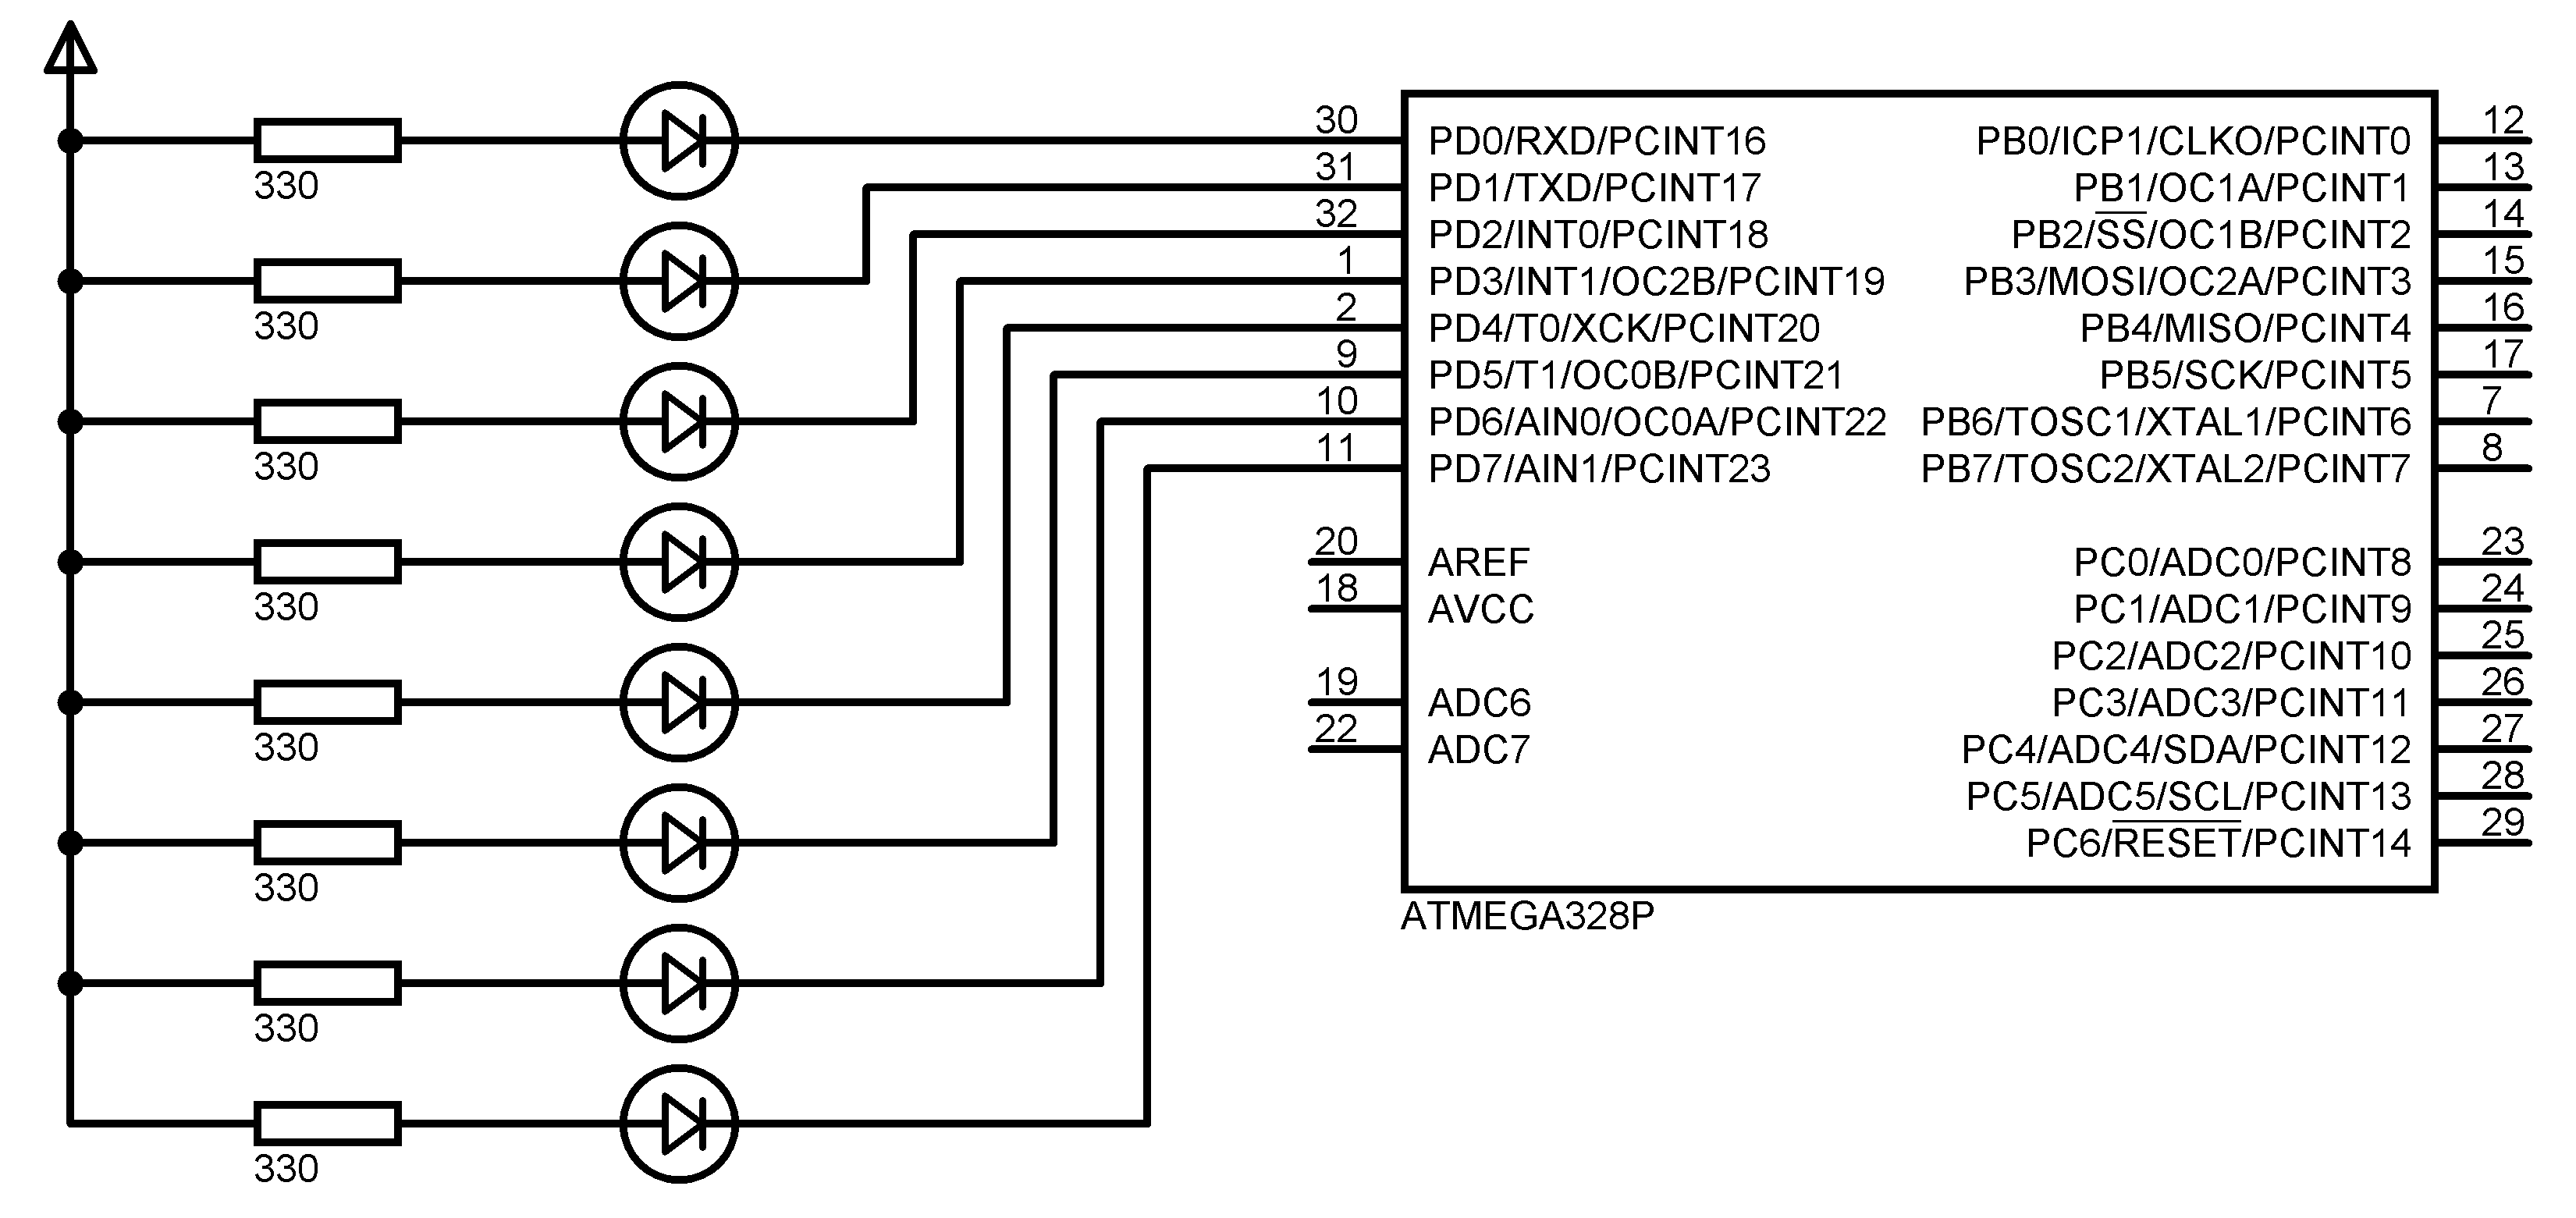 30
PD0/RXD/PCINT16
PB0/ICP1/CLKO/PCINT0
12
31
PD1/TXD/PCINT17
PB1/OC1A/PCINT1
13
32
PD2/INT0/PCINT18
PB2/SS/OC1B/PCINT2
14
1
PD3/INT1/OC2B/PCINT19
PB3/MOSI/OC2A/PCINT3
15
2
PD4/T0/XCK/PCINT20
PB4/MISO/PCINT4
16
9
PD5/T1/OC0B/PCINT21
PB5/SCK/PCINT5
17
10
PD6/AIN0/OC0A/PCINT22
PB6/TOSC1/XTAL1/PCINT6
7
11
PD7/AIN1/PCINT23
PB7/TOSC2/XTAL2/PCINT7
8
20
AREF
PC0/ADC0/PCINT8
23
18
AVCC
PC1/ADC1/PCINT9
24
PC2/ADC2/PCINT10
25
19
ADC6
PC3/ADC3/PCINT11
26
22
ADC7
PC4/ADC4/SDA/PCINT12
27
PC5/ADC5/SCL/PCINT13
28
PC6/RESET/PCINT14
29
ATMEGA328P
330
330
330
330
330
330
330
330